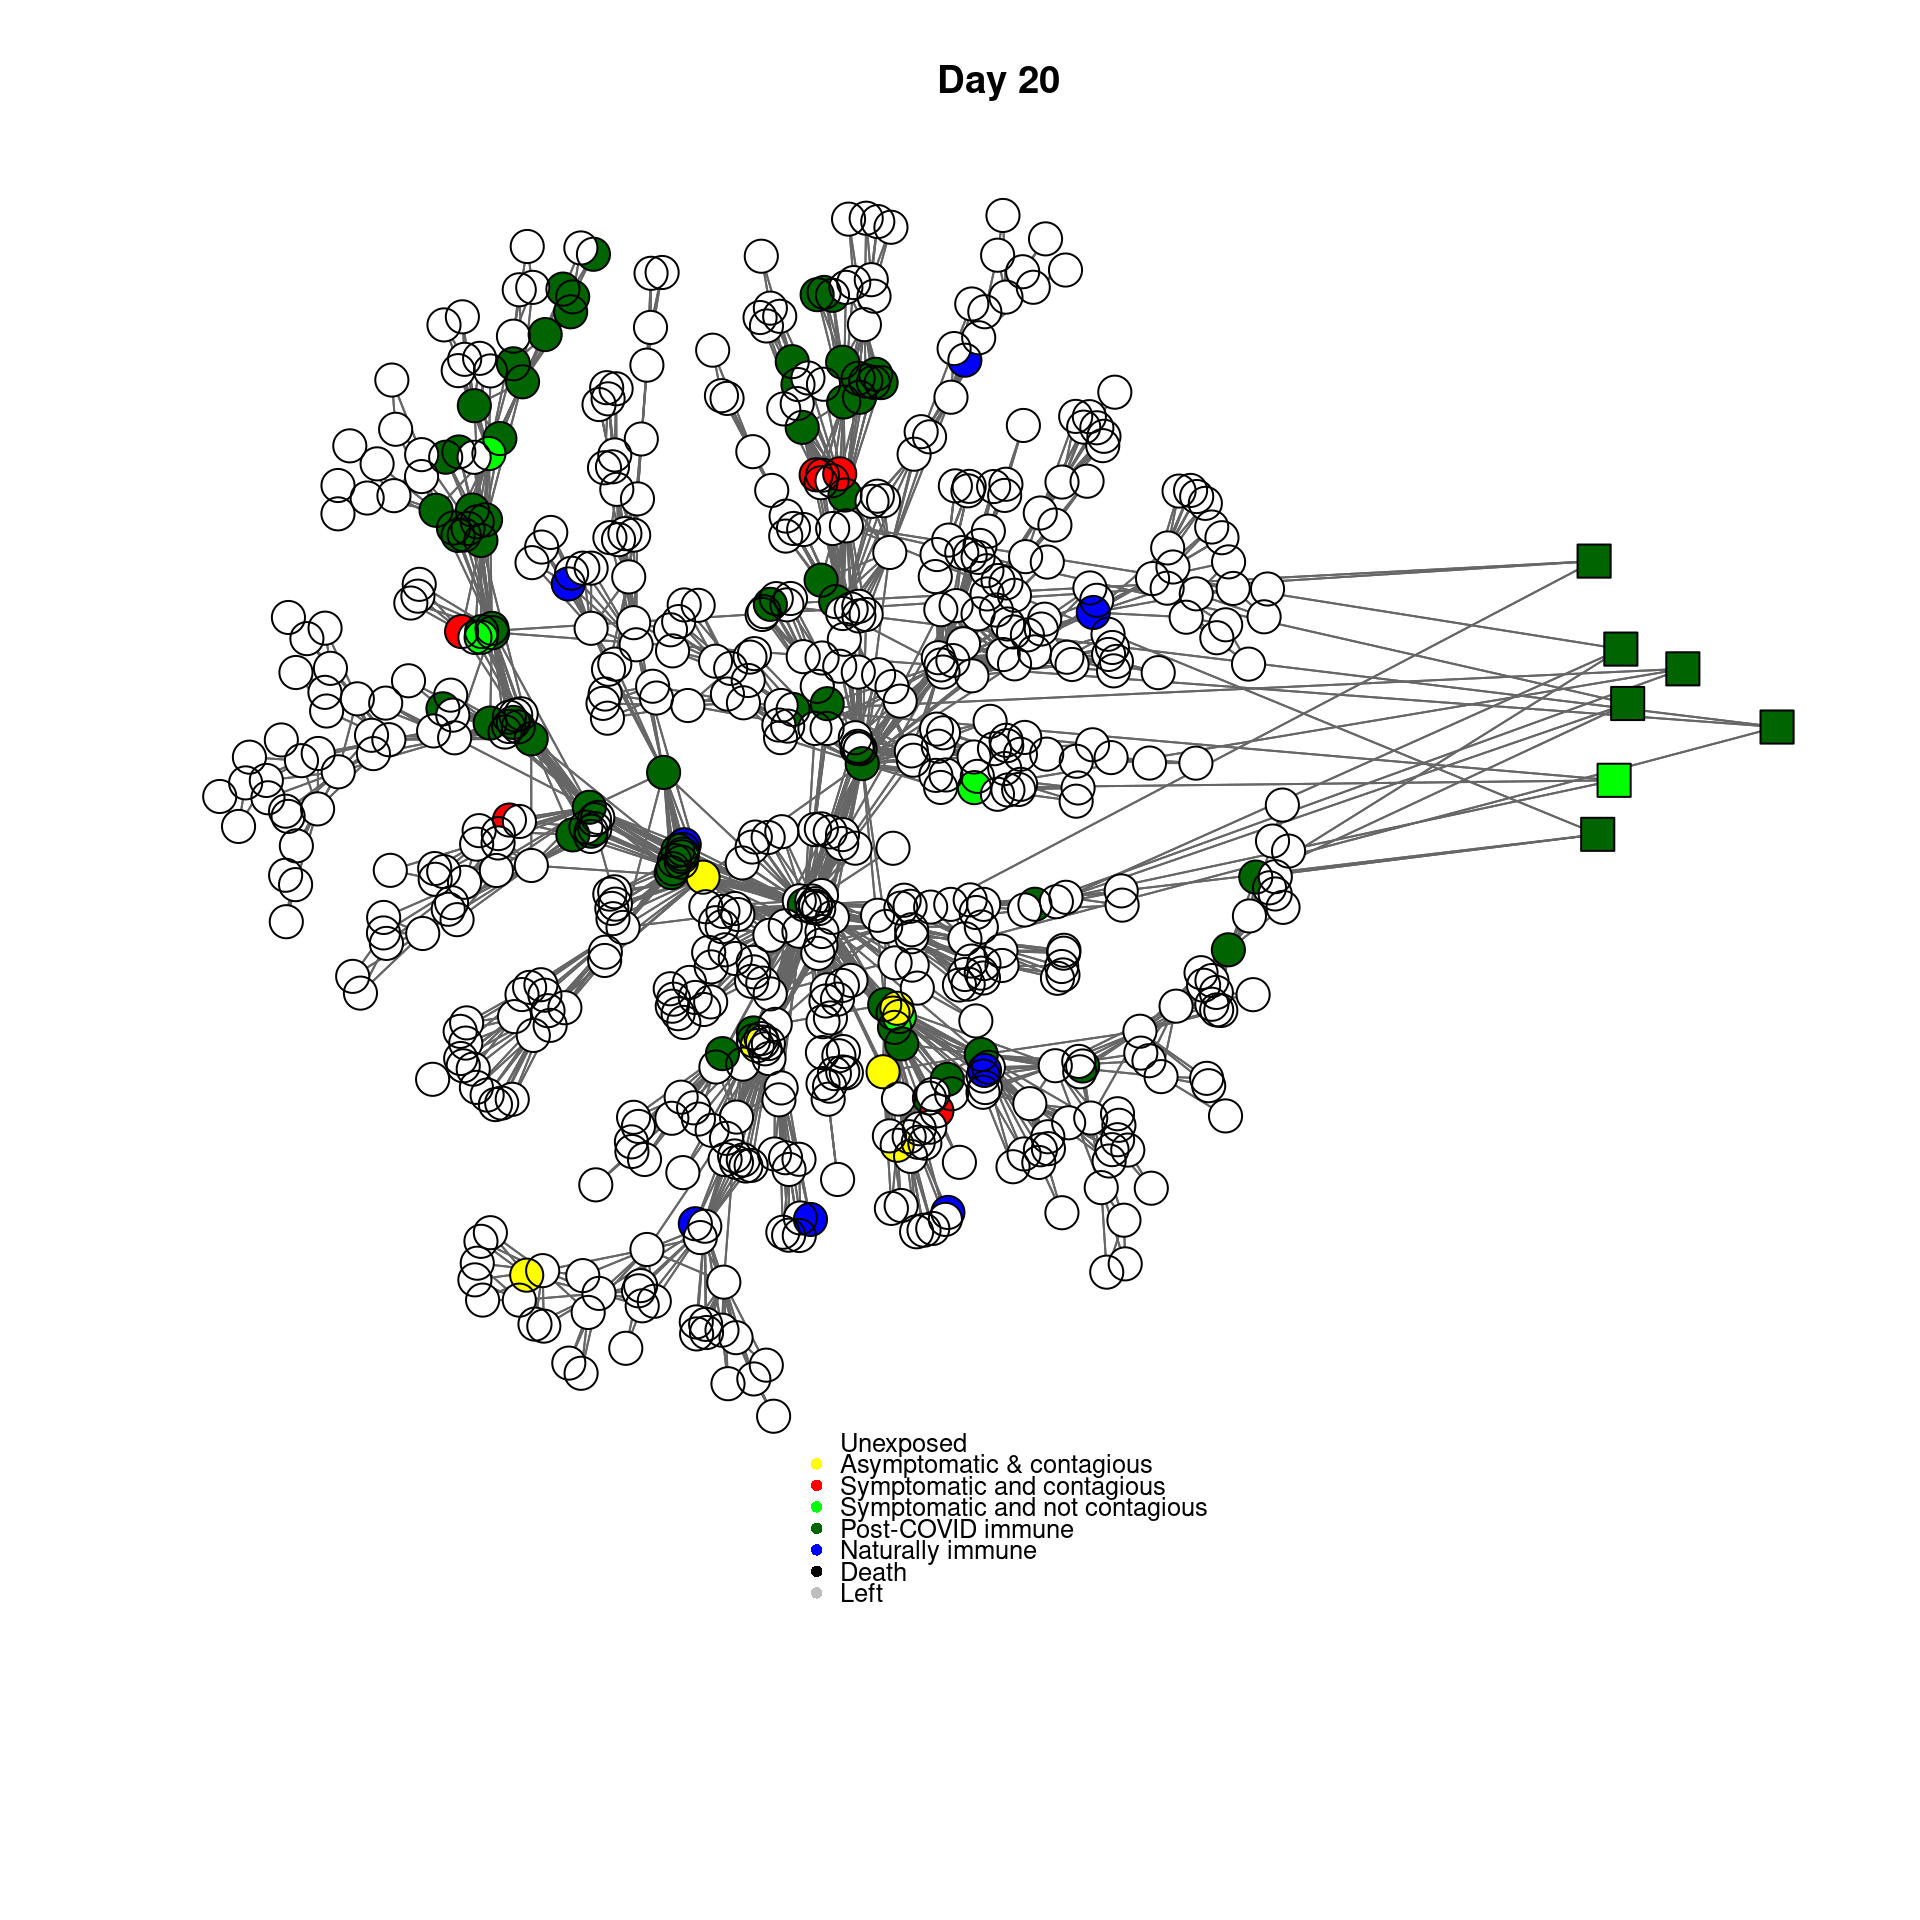 Day 20
Unexposed
Asymptomatic & contagious
Symptomatic and contagious
Symptomatic and not contagious
Post-COVID immune
Naturally immune
Death
Left